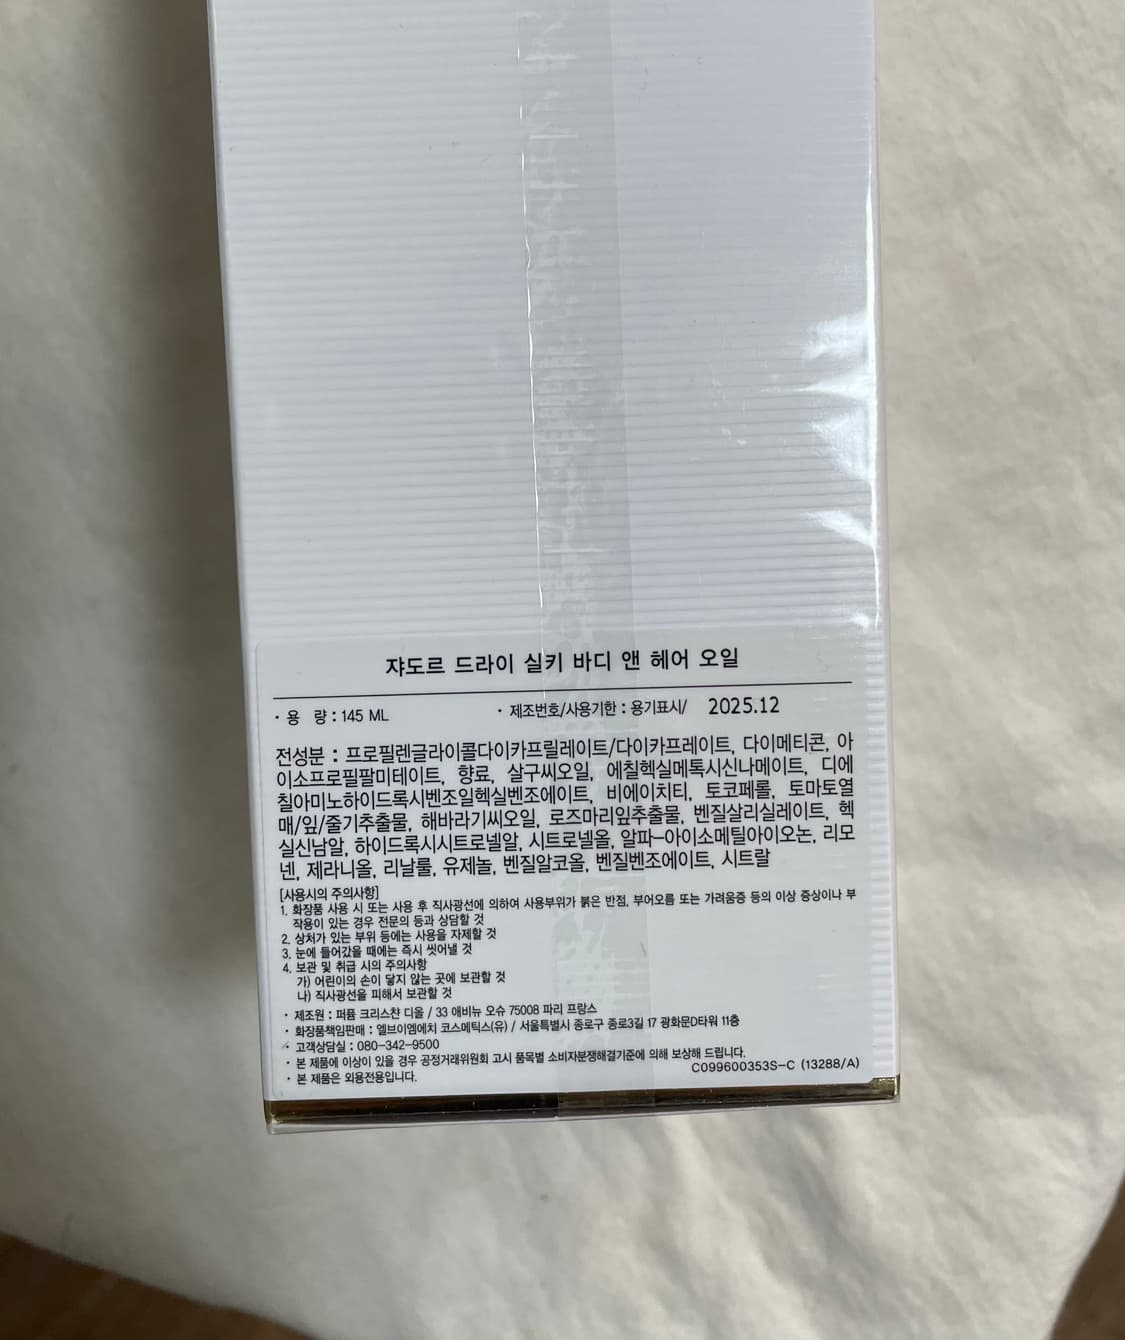 쟈도르 드라이 실키 바디 앤 헤어 오일
· 용 량 : 145 ML · 제조번호/사용기한 : 용기표시/ 2025.12
전성분 : 프로필렌글라이콜다이카프릴레이트/다이카프레이트, 다이메티콘, 아
이소프로필팔미테이트, 향료, 살구씨오일, 에칠헥실메톡시신나메이트, 디에
칠아미노하이드록시벤조일헥실벤조에이트, 비에이치티, 토코페롤, 토마토열
매/잎/줄기추출물, 해바라기씨오일, 로즈마리잎추출물, 벤질살리실레이트, 헥
실신남알, 하이드록시시트로넬알, 시트로넬올, 알파-아이소메틸아이오논, 리모
넨, 제라니올, 리날룰, 유제놀, 벤질알코올, 벤질벤조에이트, 시트랄
[사용시의 주의사항]
1. 화장품 사용 시 또는 사용 후 직사광선에 의하여 사용부위가 붉은 반점, 부어오름 또는 가려움증 등의 이상 증상이나 부
작용이 있는 경우 전문의 등과 상담할 것
2. 상처가 있는 부위 등에는 사용을 자제할 것
3. 눈에 들어갔을 때에는 즉시 씻어낼 것
4. 보관 및 취급 시의 주의사항
가) 어린이의 손이 닿지 않는 곳에 보관할 것
나) 직사광선을 피해서 보관할 것
· 제조원 : 퍼퓸 크리스챤 디올 / 33 애비뉴 오슈 75008 파리 프랑스
· 화장품책임판매 : 엘브이엠에치 코스메틱스(유) / 서울특별시 종로구 종로3길 17 광화문D타워 11층
· 고객상담실 : 080-342-9500
· 본 제품에 이상이 있을 경우 공정거래위원회 고시 품목별 소비자분쟁해결기준에 의해 보상해 드립니다.
· 본 제품은 외용전용입니다. C099600353S-C (13288/A)